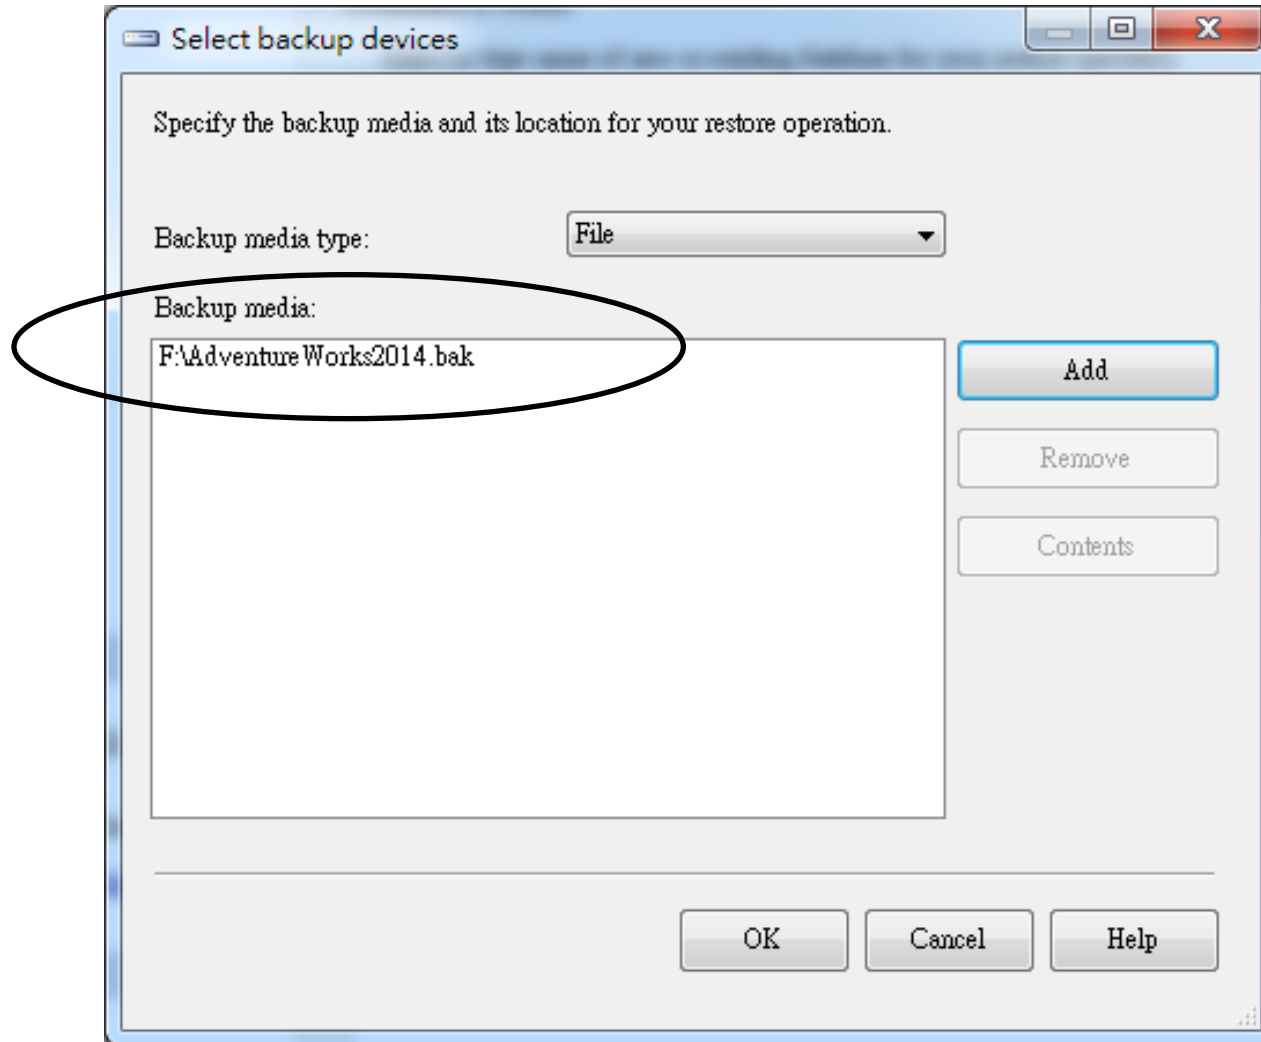 Select backup devices
Specify the backup media and its location for your restore operation.
Backup media type:
File
Backup media:
F:\AdventureWorks2014.bak
Add
Remove
Contents
OK
Cancel
Help